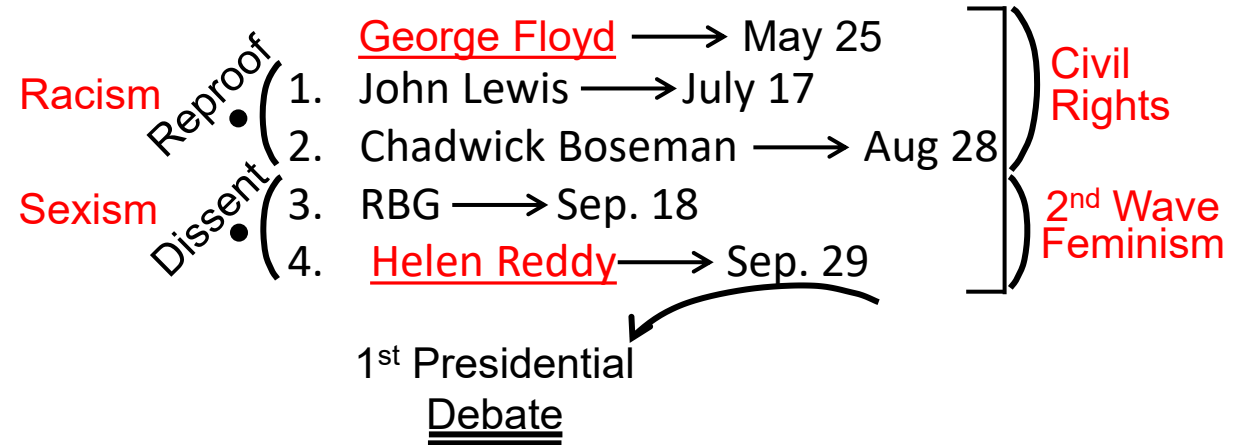 George Floyd → May 25
Racism
Reproof
1. John Lewis → July 17
2. Chadwick Boseman → Aug 28
Civil
Rights
Sexism
Dissent
3. RBG → Sep. 18
4. Helen Reddy → Sep. 29
2nd Wave
Feminism
1st Presidential
Debate